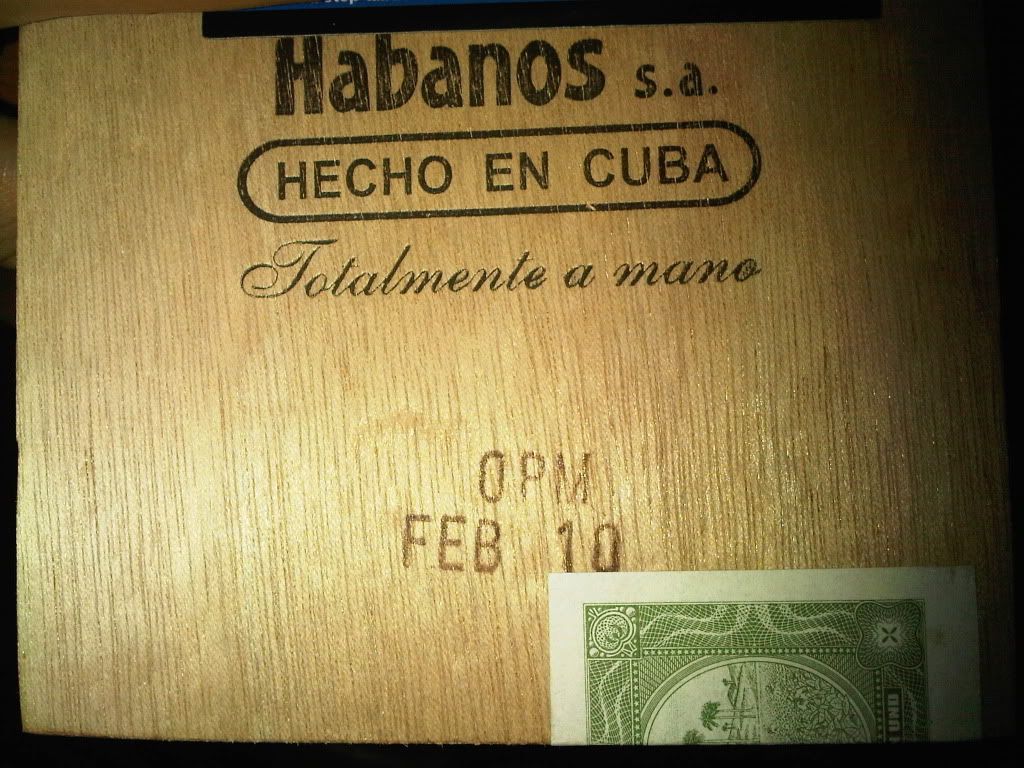 Habanos s.a.
HECHO EN CUBA
Totalmente a mano
OPM
FEB 10